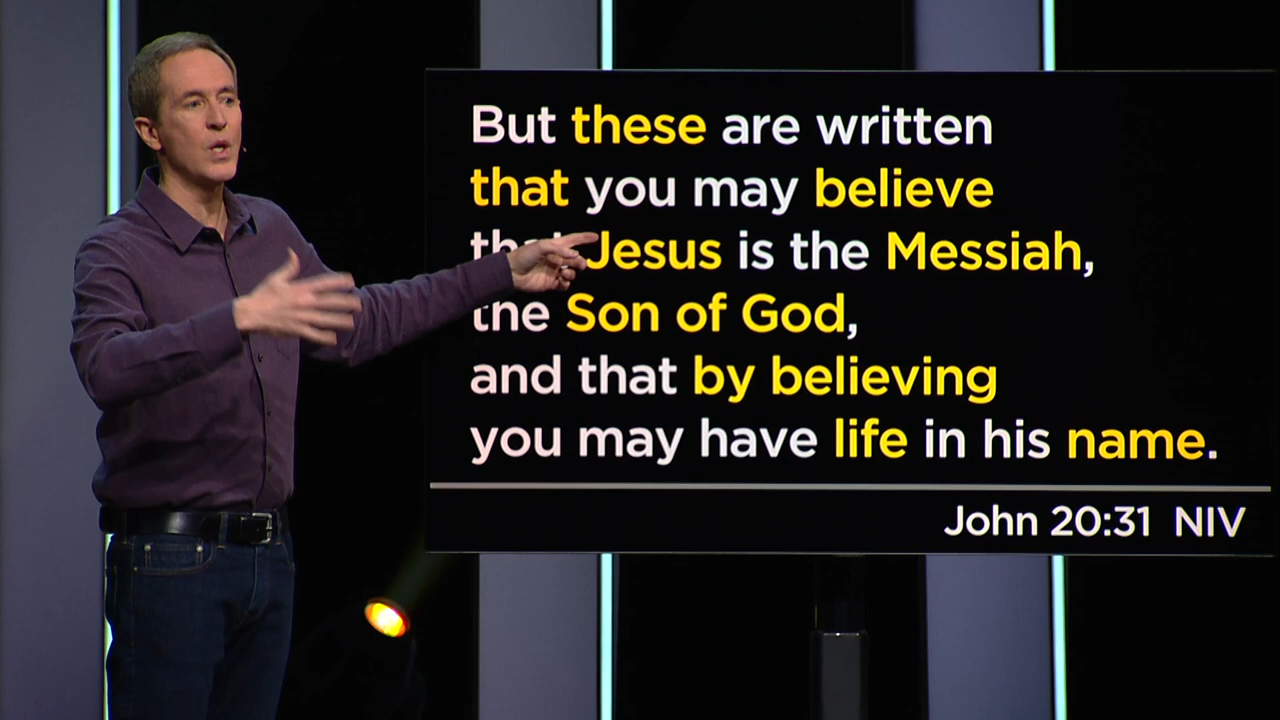 But these are written
that you may believe
that Jesus is the Messiah,
the Son of God,
and that by believing
you may have life in his name.
John 20:31 NIV